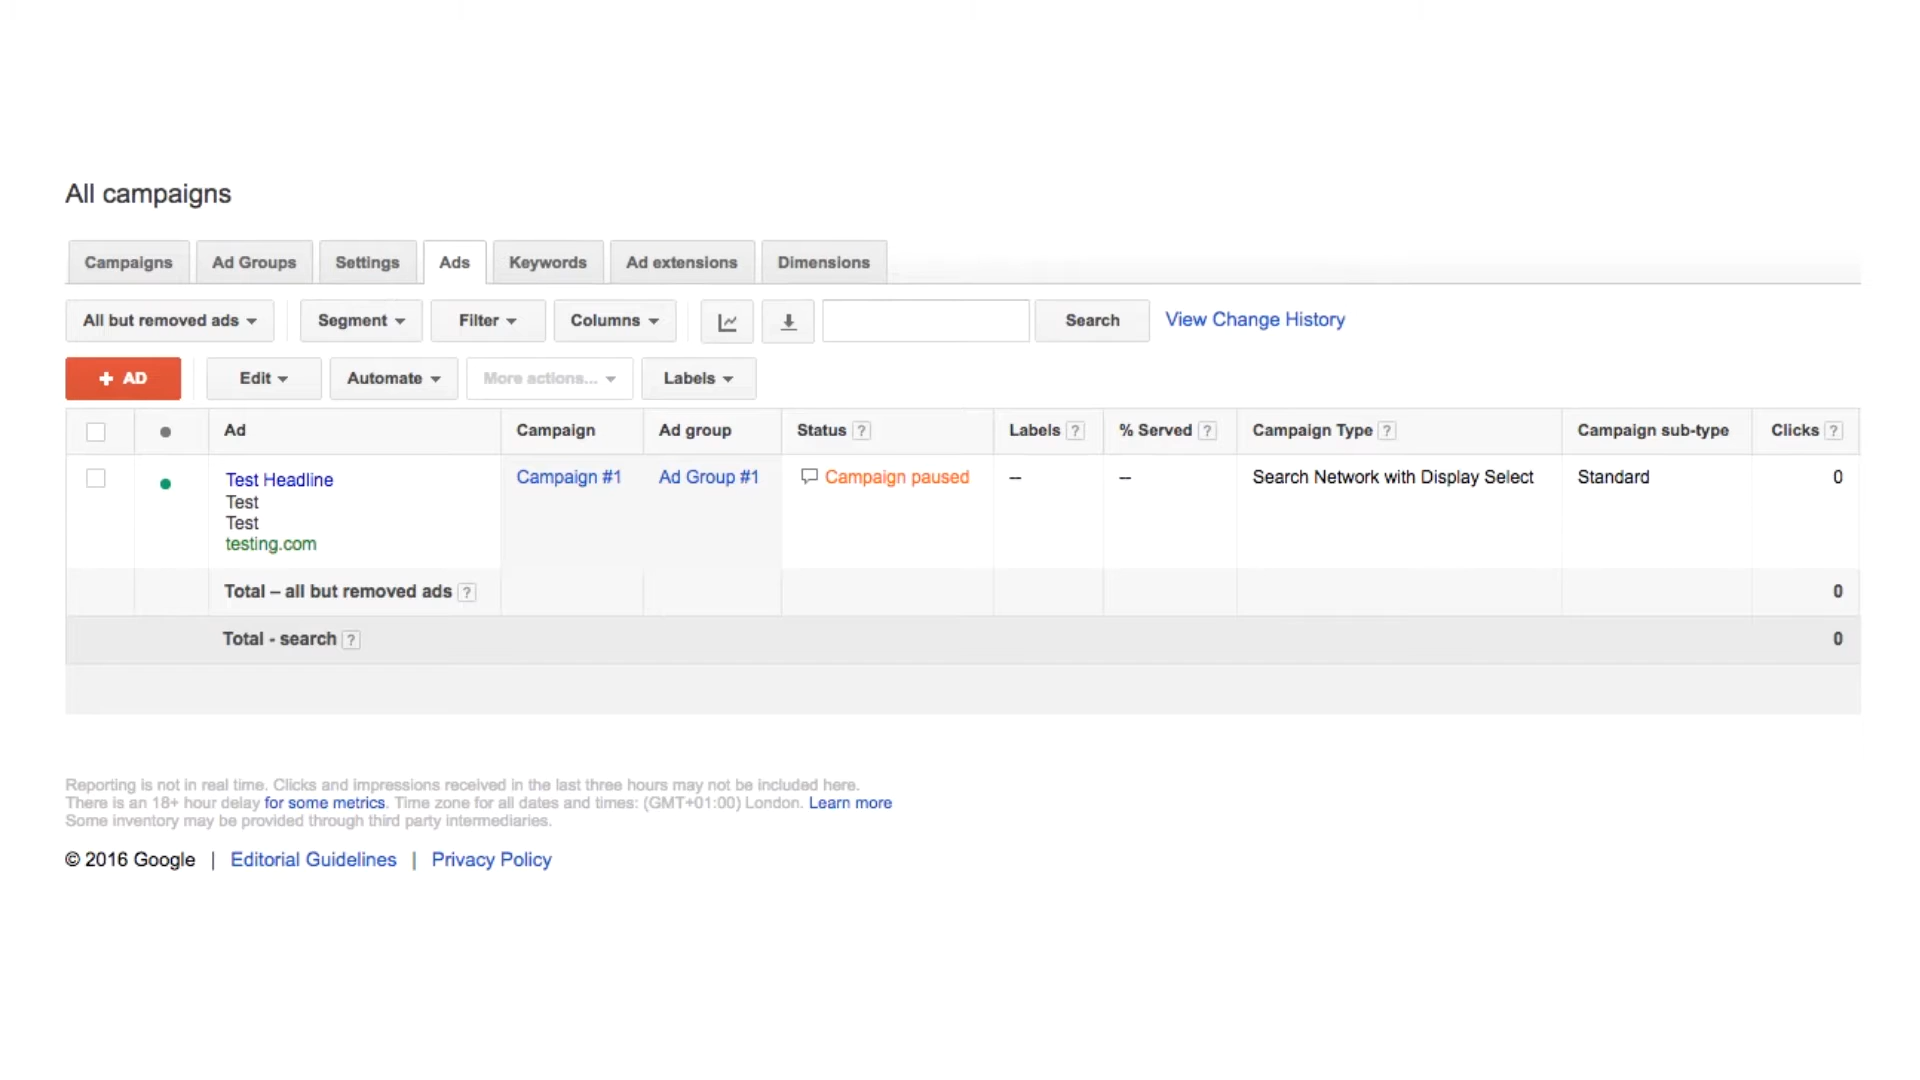 All campaigns
Campaigns Ad Groups Settings Ads Keywords Ad extensions Dimensions
All but removed ads Segment Filter Columns Search View Change History
+ AD Edit Automate More actions... Labels
Ad Campaign Ad group Status ? Labels ? % Served ? Campaign Type ? Campaign sub-type Clicks ?
Test Headline Campaign #1 Ad Group #1 Campaign paused -- -- Search Network with Display Select Standard 0
Test
Test
testing.com
Total – all but removed ads ? 0
Total - search ? 0
Reporting is not in real time. Clicks and impressions received in the last three hours may not be included here.
There is an 18+ hour delay for some metrics. Time zone for all dates and times: (GMT+01:00) London. Learn more
Some inventory may be provided through third party intermediaries.
© 2016 Google | Editorial Guidelines | Privacy Policy